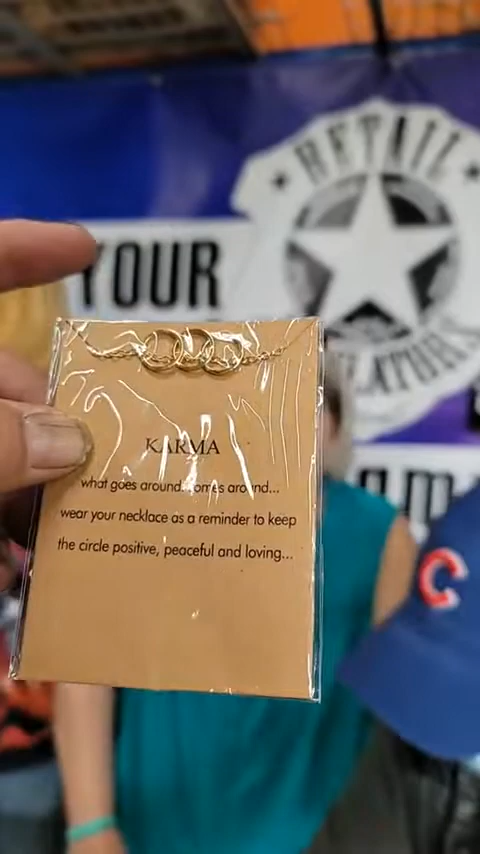 RETAIL
YOUR
KARMA
what goes around...comes around...
wear your necklace as a reminder to keep
the circle positive, peaceful and loving...
C